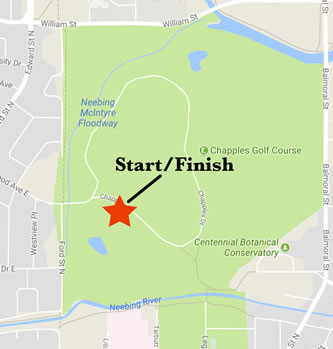 William St
William St
Edward St N
Balmoral St
Neebing
McIntyre
Floodway
Chapples Golf Course
Start/Finish
Chapples Dr
Westview Pl
Ford St N
Centennial Botanical
Conservatory
Balmoral St
Neebing River